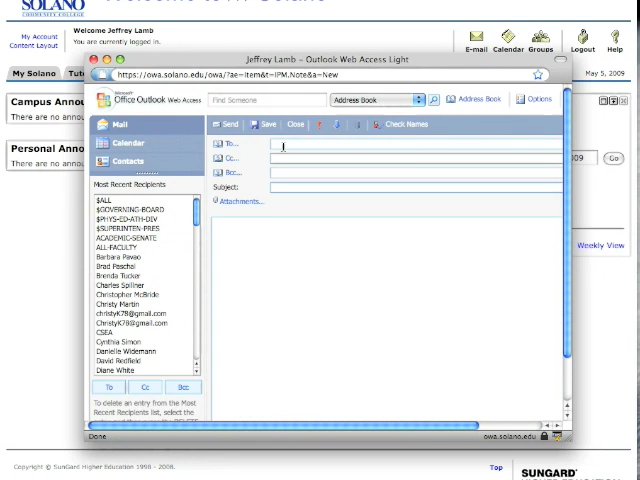 SOLANO
COMMUNITY COLLEGE
My Account
Content Layout
Welcome Jeffrey Lamb
You are currently logged in.
E-mail Calendar Groups Logout Help
My Solano
May 5, 2009
Campus Annou
There are no annou
Personal Anno
There are no annou
Jeffrey Lamb – Outlook Web Access Light
https://owa.solano.edu/owa/?ae=Item&t=IPM.Note&a=New
Microsoft
Office Outlook Web Access
Find Someone
Address Book
Address Book
Options
Mail
Calendar
Contacts
Send Save Close Check Names
To...
Cc...
Bcc...
Subject:
Attachments...
Most Recent Recipients
$ALL
$GOVERNING-BOARD
$PHYS-ED-ATH-DIV
$SUPERINTEN-PRES
ACADEMIC-SENATE
ALL-FACULTY
Barbara Pavao
Brad Paschal
Brenda Tucker
Charles Spillner
Christopher McBride
Christy Martin
christyK78@gmail.com
ChristyK78@gmail.com
CSEA
Cynthia Simon
Danielle Widemann
David Redfield
Diane White
To Cc Bcc
To delete an entry from the Most
Recent Recipients list, select the
009 Go
Weekly View
Done
owa.solano.edu
Copyright © SunGard Higher Education 1998 - 2008.
Top
SUNGARD
HIGHER EDUCATION